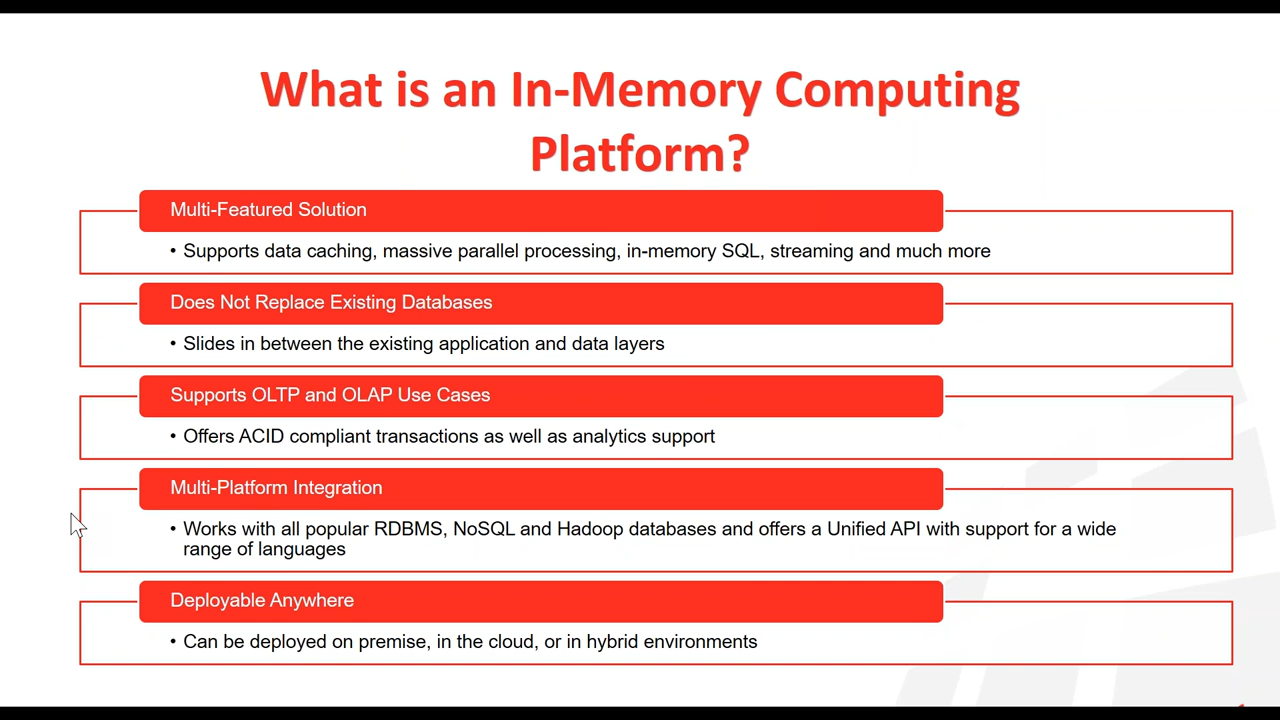 What is an In-Memory Computing
Platform?
Multi-Featured Solution
• Supports data caching, massive parallel processing, in-memory SQL, streaming and much more
Does Not Replace Existing Databases
• Slides in between the existing application and data layers
Supports OLTP and OLAP Use Cases
• Offers ACID compliant transactions as well as analytics support
Multi-Platform Integration
• Works with all popular RDBMS, NoSQL and Hadoop databases and offers a Unified API with support for a wide
range of languages
Deployable Anywhere
• Can be deployed on premise, in the cloud, or in hybrid environments